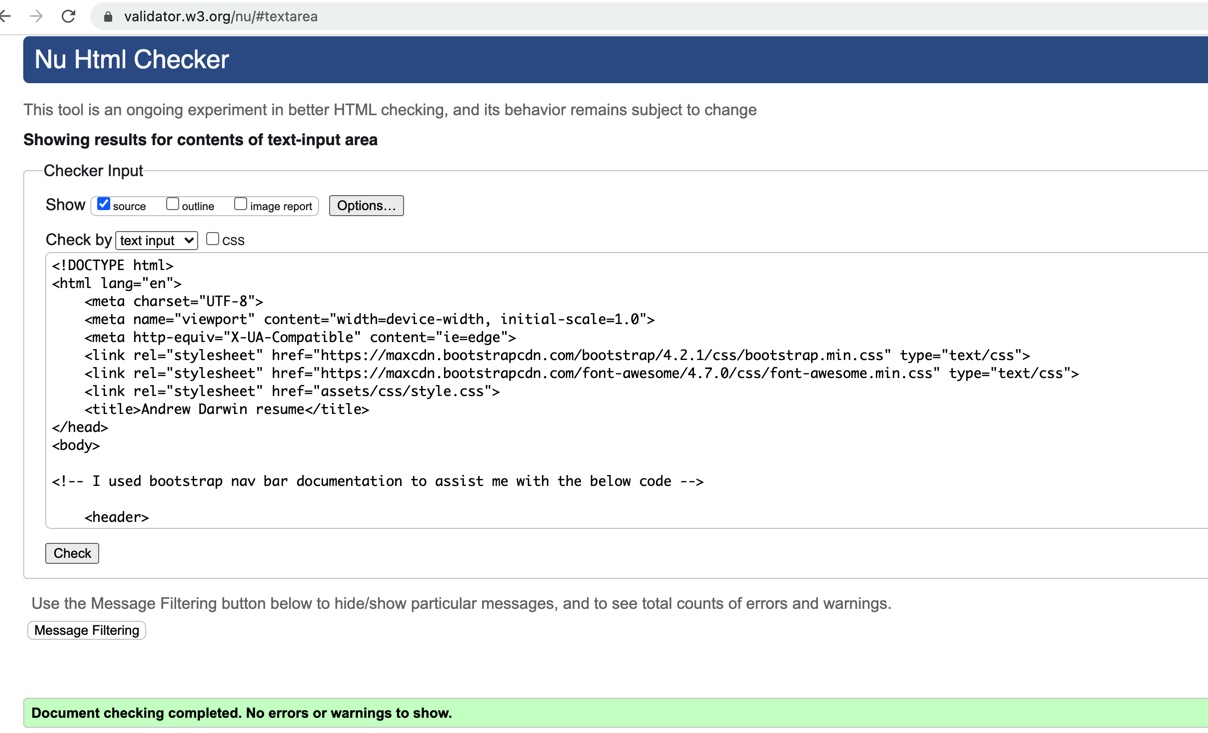 validator.w3.org/nu/#textarea
Nu Html Checker
This tool is an ongoing experiment in better HTML checking, and its behavior remains subject to change
Showing results for contents of text-input area
Checker Input
Show source outline image report Options...
Check by text input css
<!DOCTYPE html>
<html lang="en">
    <meta charset="UTF-8">
    <meta name="viewport" content="width=device-width, initial-scale=1.0">
    <meta http-equiv="X-UA-Compatible" content="ie=edge">
    <link rel="stylesheet" href="https://maxcdn.bootstrapcdn.com/bootstrap/4.2.1/css/bootstrap.min.css" type="text/css">
    <link rel="stylesheet" href="https://maxcdn.bootstrapcdn.com/font-awesome/4.7.0/css/font-awesome.min.css" type="text/css">
    <link rel="stylesheet" href="assets/css/style.css">
    <title>Andrew Darwin resume</title>
</head>
<body>
<!-- I used bootstrap nav bar documentation to assist me with the below code -->
    <header>
Check
Use the Message Filtering button below to hide/show particular messages, and to see total counts of errors and warnings.
Message Filtering
Document checking completed. No errors or warnings to show.